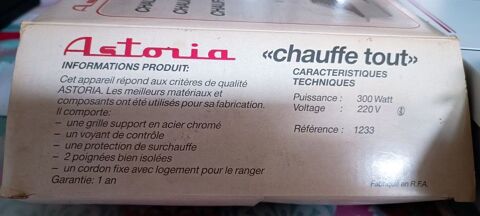 Astoria
«chauffe tout»
INFORMATIONS PRODUIT:
Cet appareil répond aux critères de qualité
ASTORIA. Les meilleurs matériaux et
composants ont été utilisés pour sa fabrication.
Il comporte:
— une grille support en acier chromé
— un voyant de contrôle
— une protection de surchauffe
— 2 poignées bien isolées
— un cordon fixe avec logement pour le ranger
Garantie: 1 an
CARACTERISTIQUES
TECHNIQUES
Puissance : 300 Watt
Voltage : 220 V
Référence : 1233
Fabriqué en R.F.A.